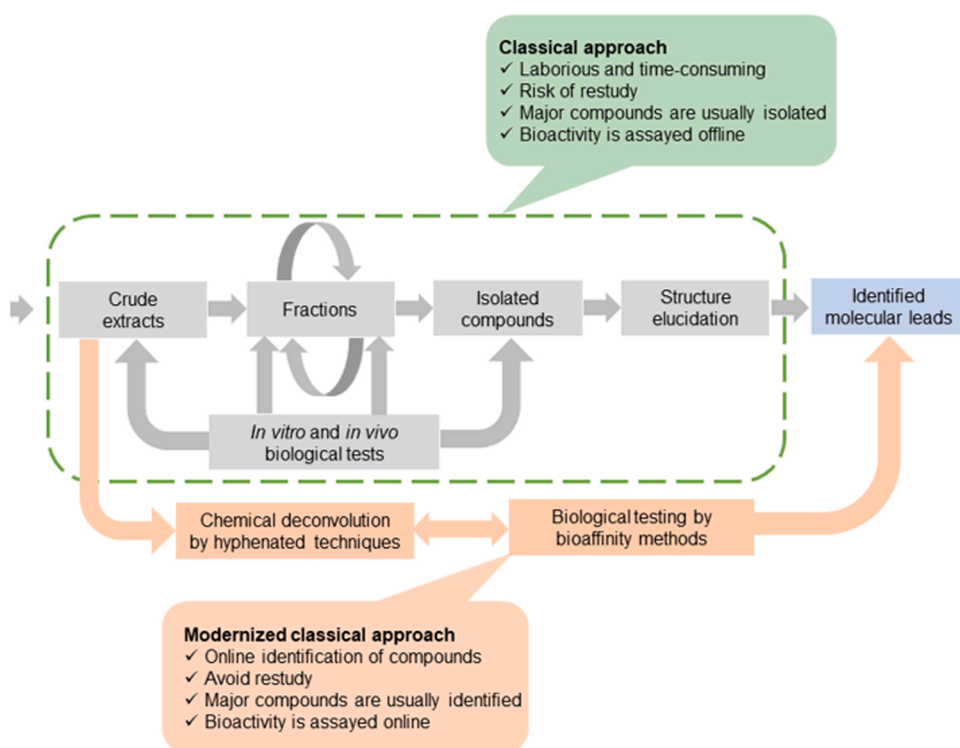 Classical approach
✓ Laborious and time-consuming
✓ Risk of restudy
✓ Major compounds are usually isolated
✓ Bioactivity is assayed offline
Crude
extracts
Fractions
Isolated
compounds
Structure
elucidation
Identified
molecular leads
In vitro and in vivo
biological tests
Chemical deconvolution
by hyphenated techniques
Biological testing by
bioaffinity methods
Modernized classical approach
✓ Online identification of compounds
✓ Avoid restudy
✓ Major compounds are usually identified
✓ Bioactivity is assayed online